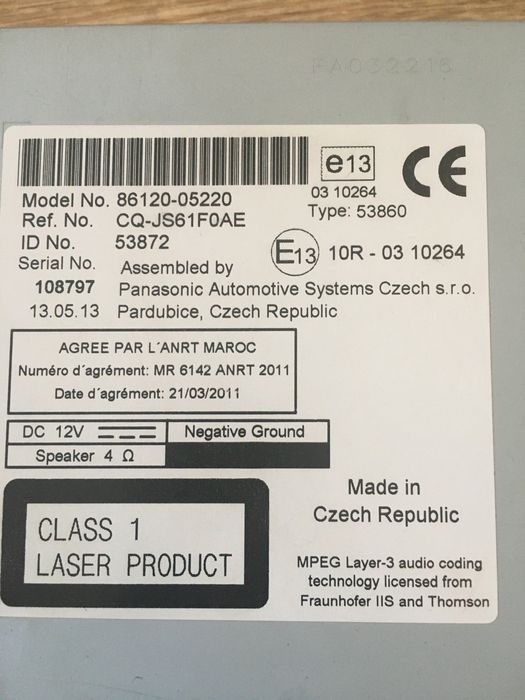 FA032216
e13
CE
03 10264
Type: 53860
Model No. 86120-05220
Ref. No. CQ-JS61F0AE
ID No. 53872
E13 10R - 03 10264
Serial No. Assembled by
108797 Panasonic Automotive Systems Czech s.r.o.
13.05.13 Pardubice, Czech Republic
AGREE PAR L´ANRT MAROC
Numéro d´agrément: MR 6142 ANRT 2011
Date d´agrément: 21/03/2011
DC 12V Negative Ground
Speaker 4 Ω
CLASS 1
LASER PRODUCT
Made in
Czech Republic
MPEG Layer-3 audio coding
technology licensed from
Fraunhofer IIS and Thomson